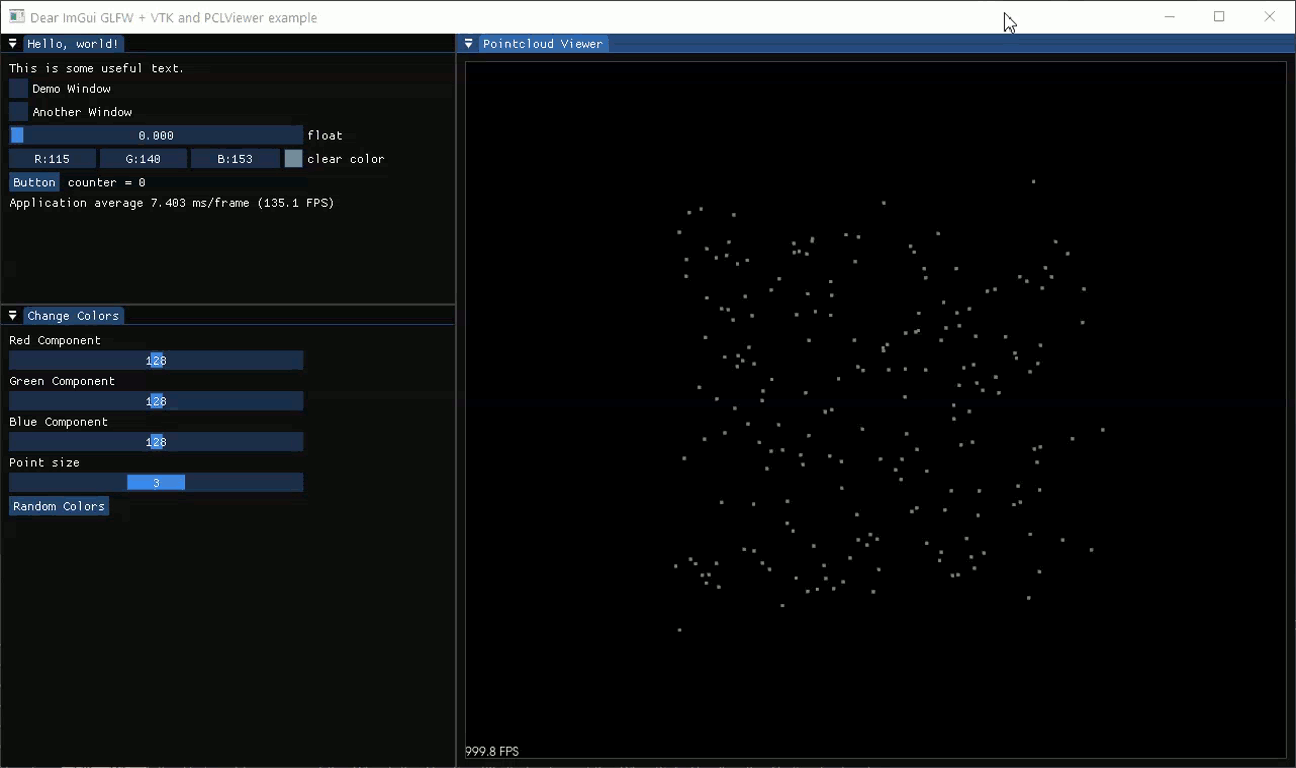 Dear ImGui GLFW + VTK and PCLViewer example
Hello, world!
This is some useful text.
Demo Window
Another Window
0.000 float
R:115 G:140 B:153 clear color
Button counter = 0
Application average 7.403 ms/frame (135.1 FPS)
Change Colors
Red Component
128
Green Component
128
Blue Component
128
Point size
3
Random Colors
Pointcloud Viewer
999.8 FPS